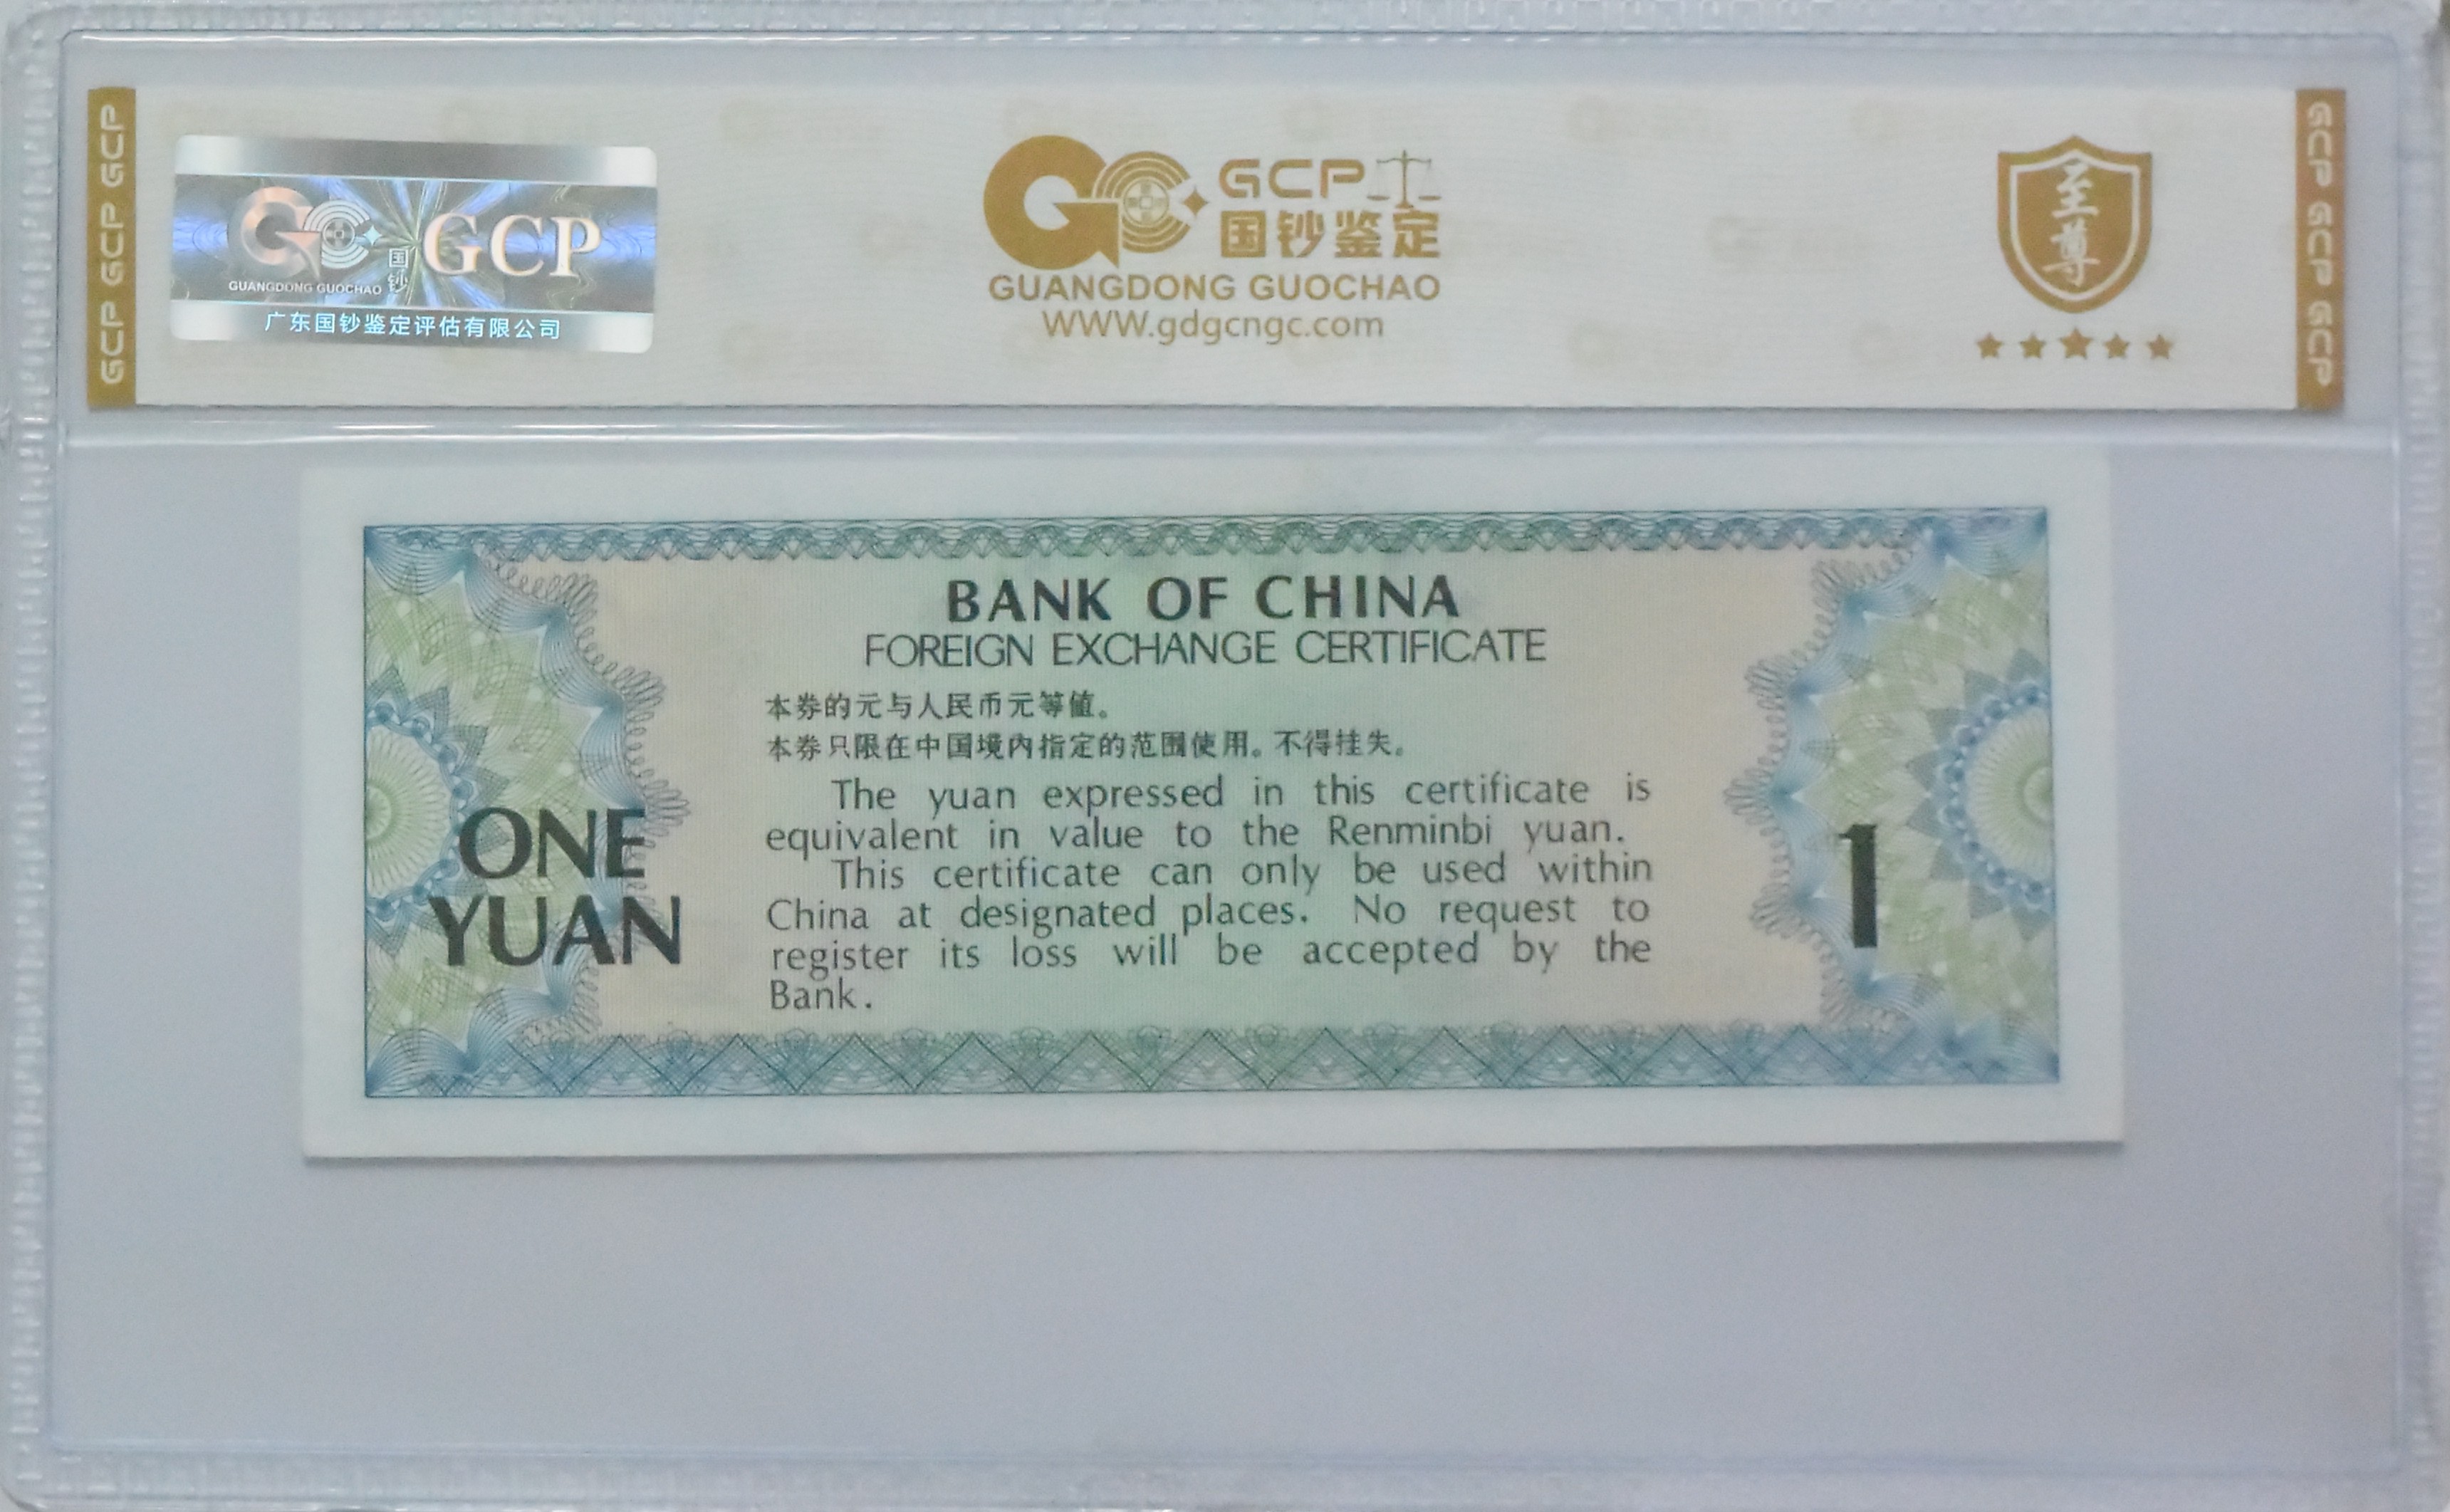 GCP GCP GCP
GCP
国钞
GUANGDONG GUOCHAO
广东国钞鉴定评估有限公司
GCP
国钞鉴定
GUANGDONG GUOCHAO
WWW.gdgcngc.com
至尊
GCP GCP GCP
BANK OF CHINA
FOREIGN EXCHANGE CERTIFICATE
本券的元与人民币元等值。
本券只限在中国境内指定的范围使用。不得挂失。
The yuan expressed in this certificate is
equivalent in value to the Renminbi yuan.
This certificate can only be used within
China at designated places. No request to
register its loss will be accepted by the
Bank.
ONE
YUAN
1